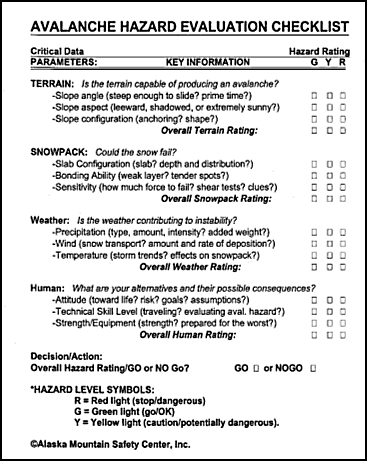 AVALANCHE HAZARD EVALUATION CHECKLIST
Critical Data Hazard Rating
PARAMETERS: KEY INFORMATION G Y R
TERRAIN: Is the terrain capable of producing an avalanche?
-Slope angle (steep enough to slide? prime time?)
-Slope aspect (leeward, shadowed, or extremely sunny?)
-Slope configuration (anchoring? shape?)
Overall Terrain Rating:
SNOWPACK: Could the snow fail?
-Slab Configuration (slab? depth and distribution?)
-Bonding Ability (weak layer? tender spots?)
-Sensitivity (how much force to fail? shear tests? clues?)
Overall Snowpack Rating:
Weather: Is the weather contributing to instability?
-Precipitation (type, amount, intensity? added weight?)
-Wind (snow transport? amount and rate of deposition?)
-Temperature (storm trends? effects on snowpack?)
Overall Weather Rating:
Human: What are your alternatives and their possible consequences?
-Attitude (toward life? risk? goals? assumptions?)
-Technical Skill Level (traveling? evaluating aval. hazard?)
-Strength/Equipment (strength? prepared for the worst?)
Overall Human Rating:
Decision/Action:
Overall Hazard Rating/GO or NO Go? GO □ or NOGO □
*HAZARD LEVEL SYMBOLS:
R = Red light (stop/dangerous)
G = Green light (go/OK)
Y = Yellow light (caution/potentially dangerous).
©Alaska Mountain Safety Center, Inc.